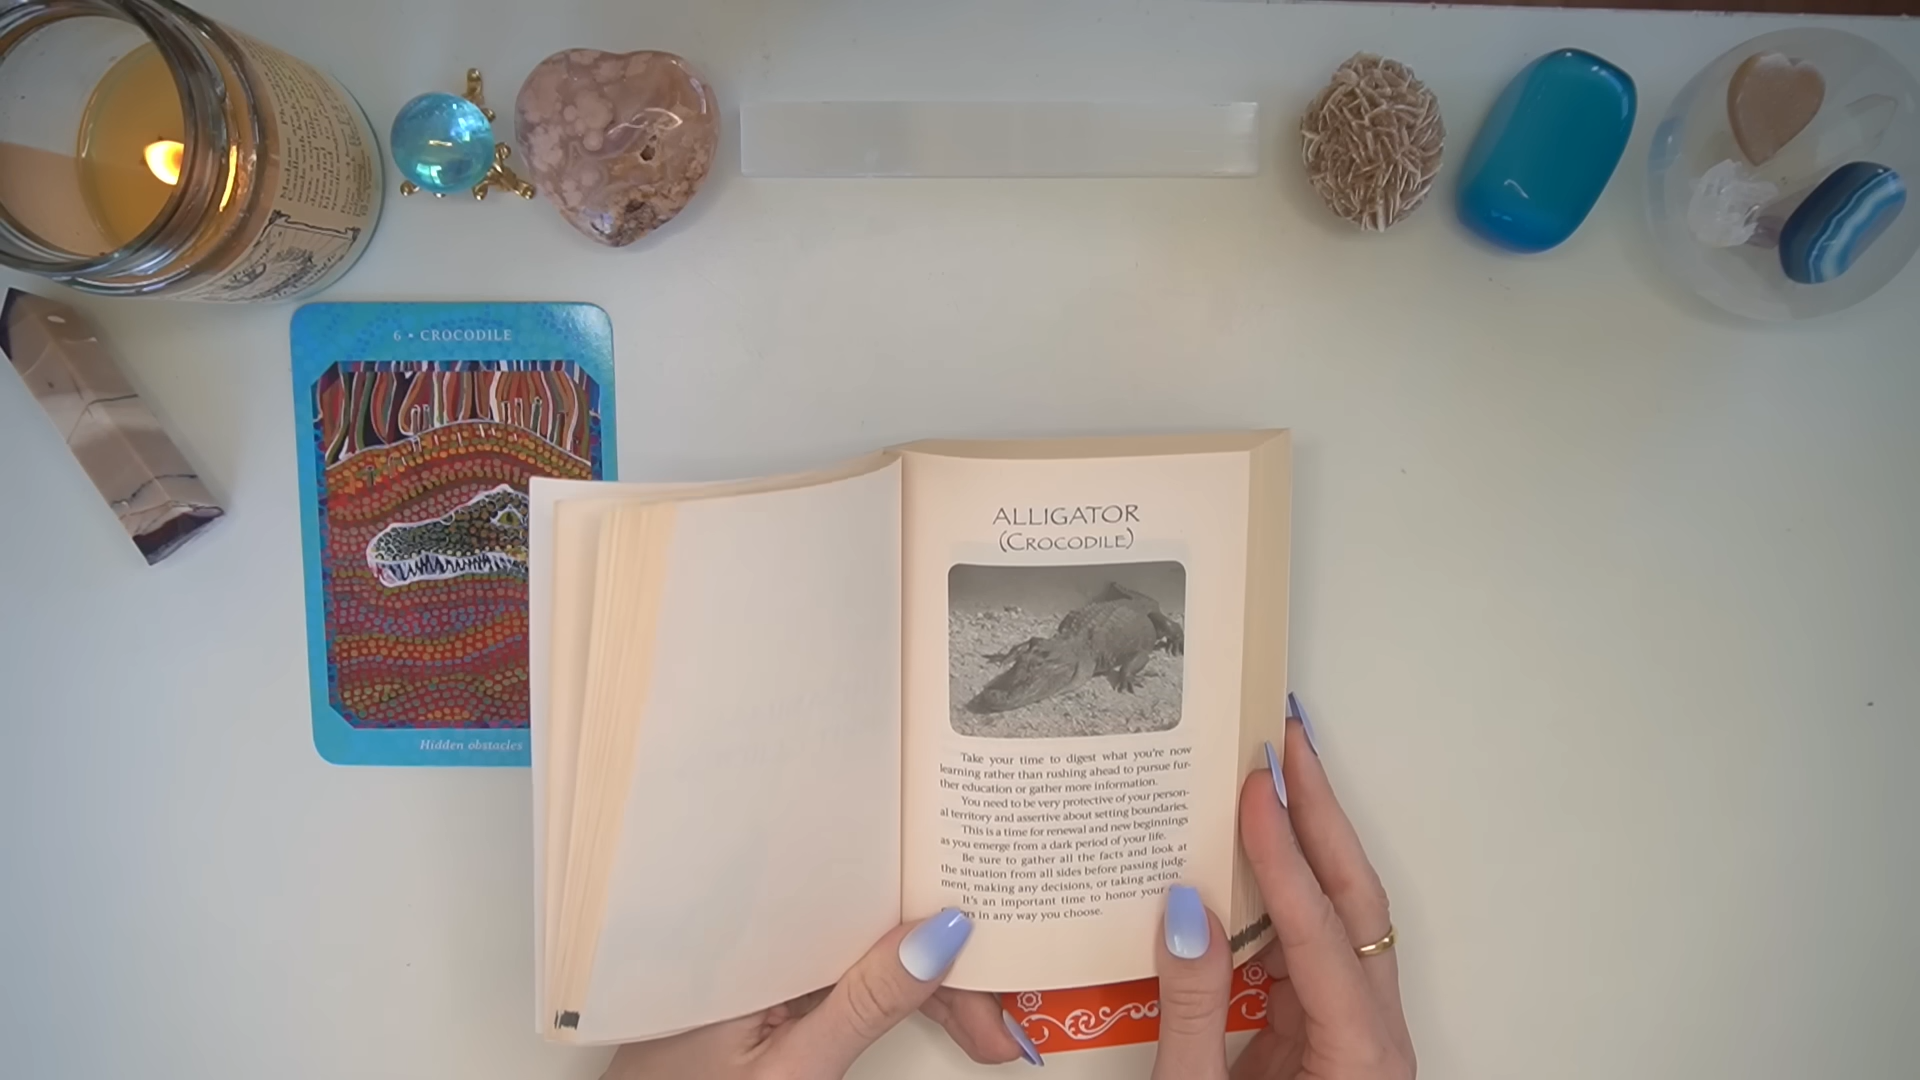 6 • CROCODILE
Hidden obstacles
ALLIGATOR
(CROCODILE)
Take your time to digest what you're now
learning rather than rushing ahead to pursue fur-
ther education or gather more information.
You need to be very protective of your person-
al territory and assertive about setting boundaries.
This is a time for renewal and new beginnings
as you emerge from a dark period of your life.
Be sure to gather all the facts and look at
the situation from all sides before passing judg-
ment, making any decisions, or taking action.
It's an important time to honor your
in any way you choose.